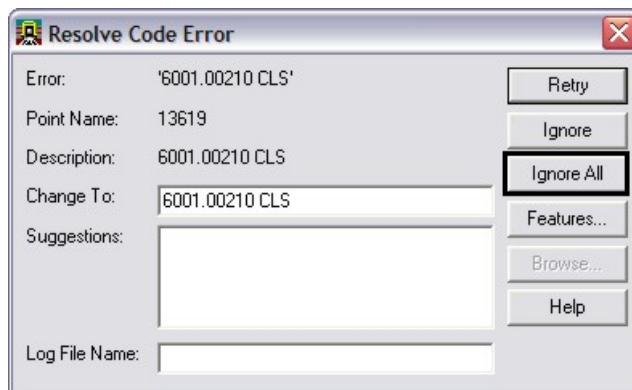 Resolve Code Error
Error: '6001.00210 CLS'
Retry
Point Name: 13619
Ignore
Description: 6001.00210 CLS
Ignore All
Change To: 6001.00210 CLS
Features...
Suggestions:
Browse...
Help
Log File Name: